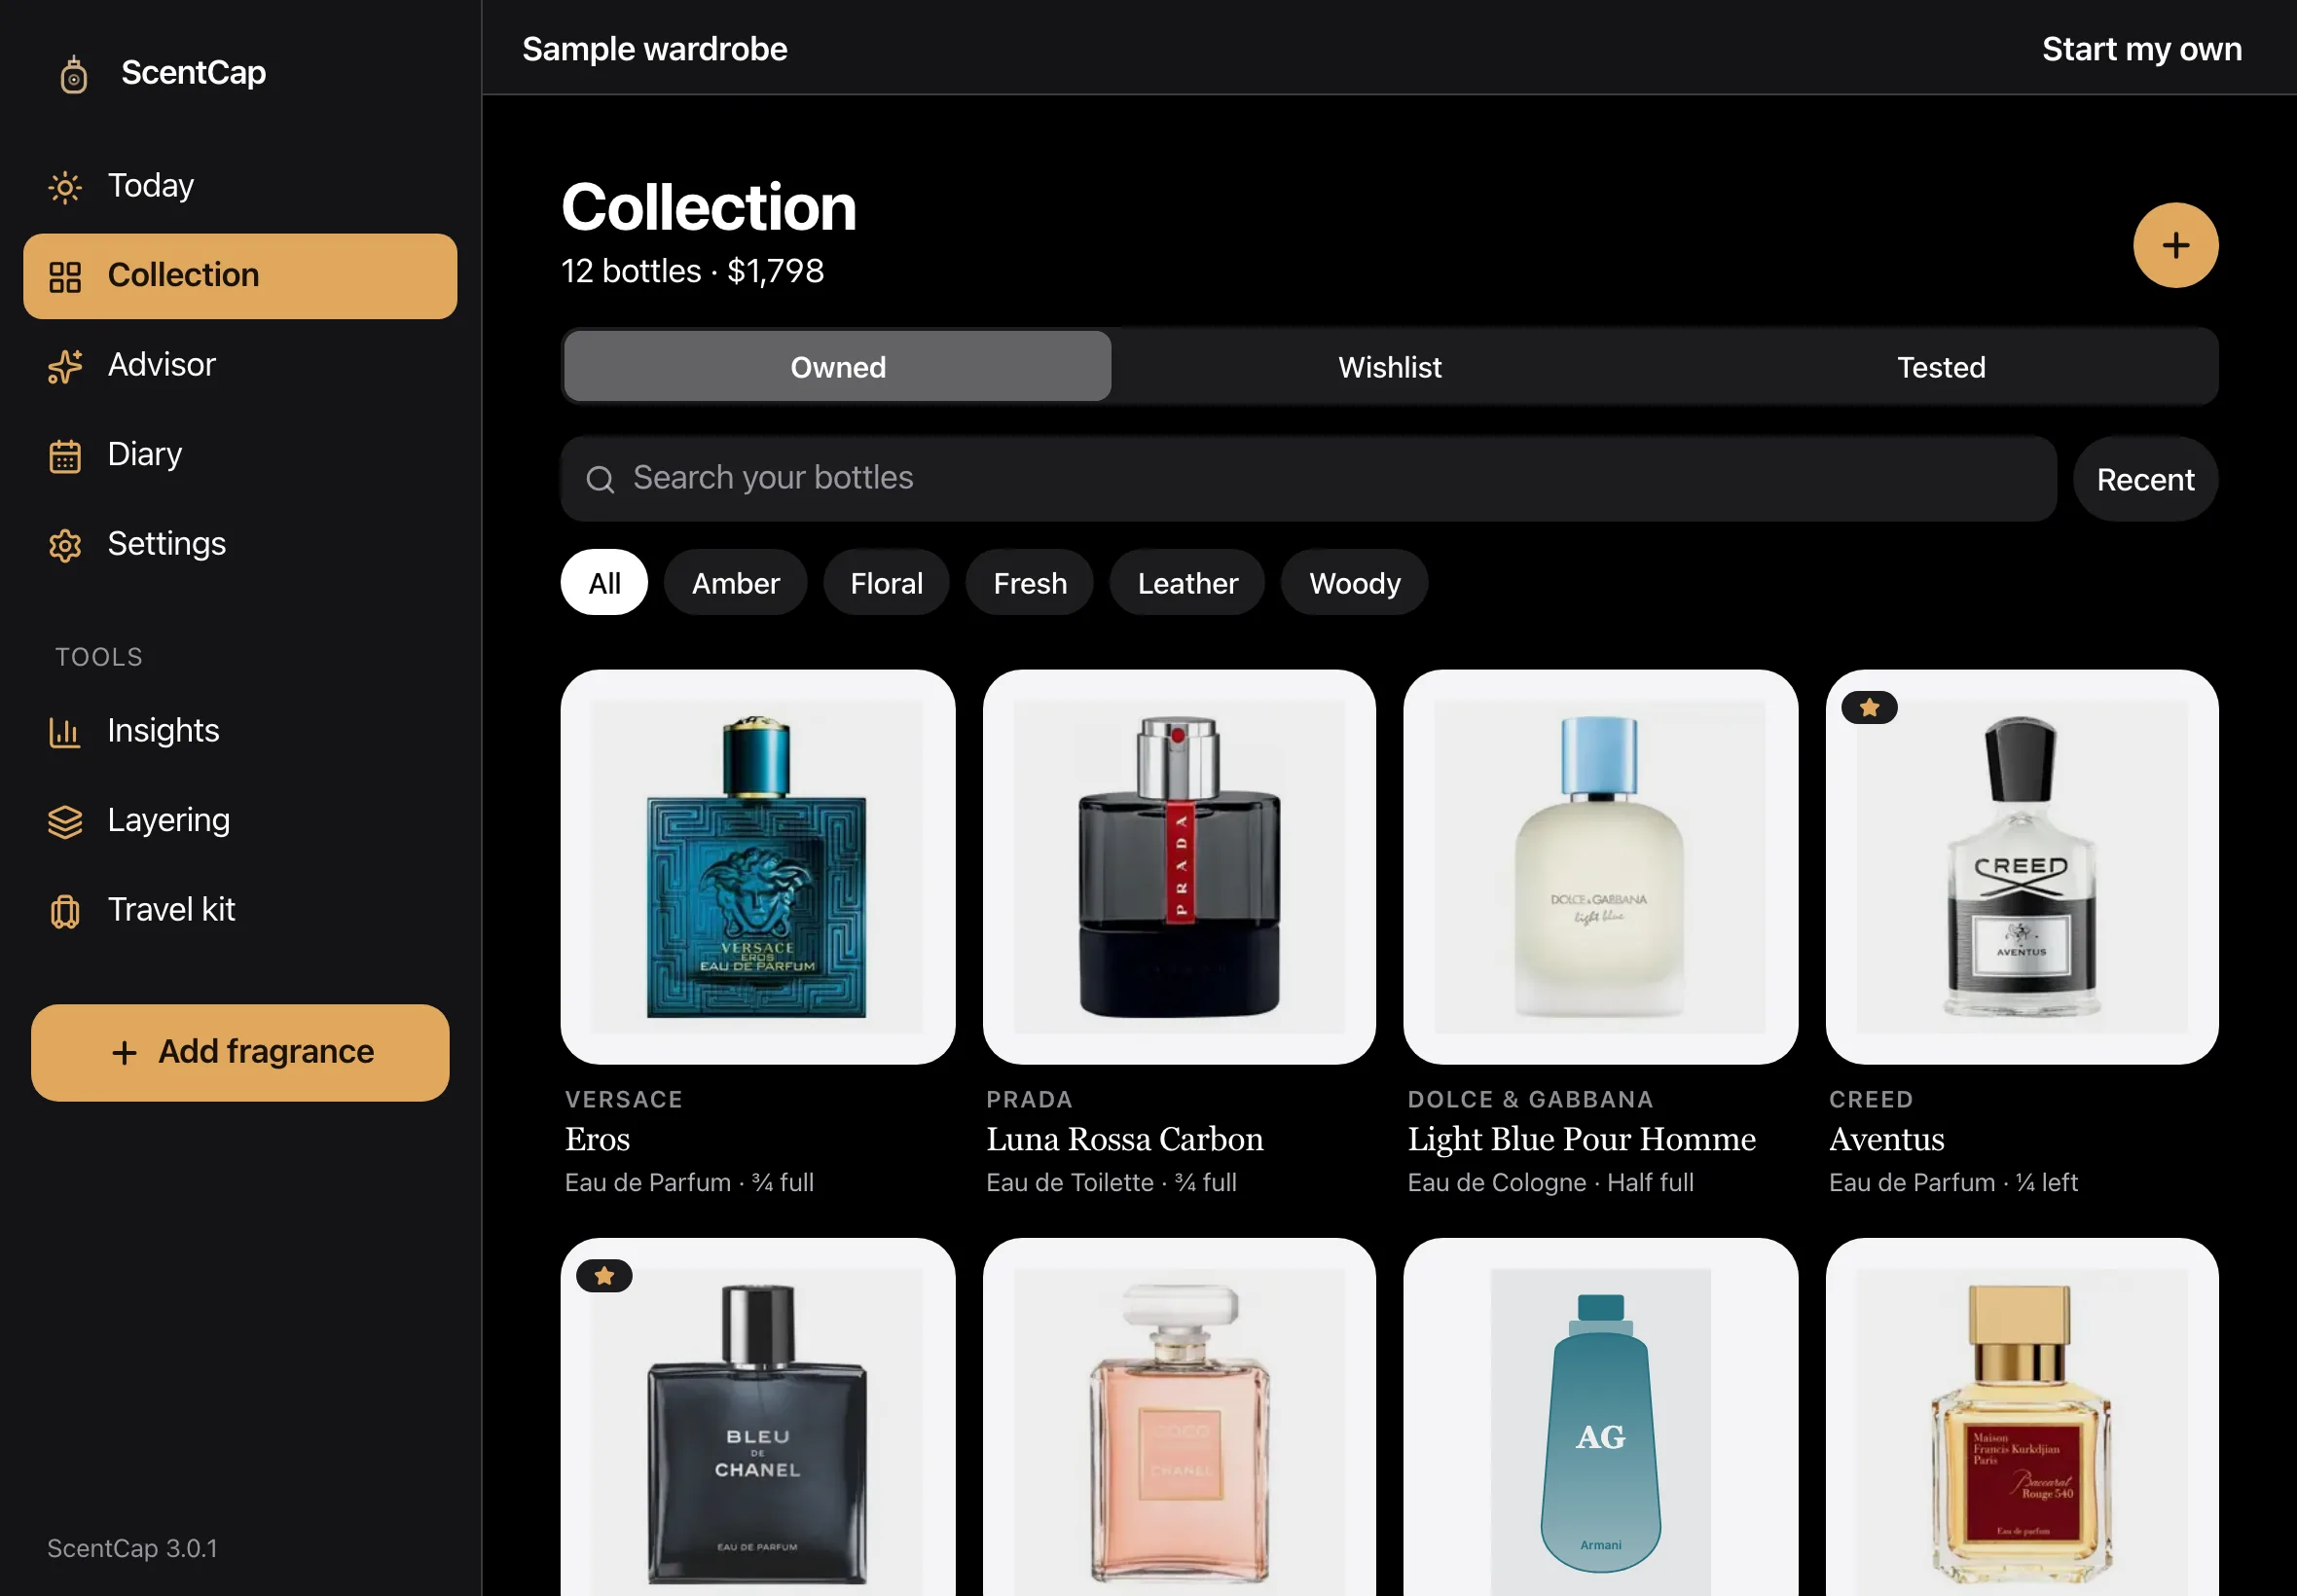 ScentCap
Today
Collection
Advisor
Diary
Settings
TOOLS
Insights
Layering
Travel kit
Add fragrance
ScentCap 3.0.1
Sample wardrobe
Start my own
Collection
12 bottles · $1,798
Owned
Wishlist
Tested
Search your bottles
Recent
All
Amber
Floral
Fresh
Leather
Woody
VERSACE
EROS
EAU DE PARFUM
PRADA
DOLCE & GABBANA
light blue
CREED
AVENTUS
VERSACE
Eros
Eau de Parfum · ¾ full
PRADA
Luna Rossa Carbon
Eau de Toilette · ¾ full
DOLCE & GABBANA
Light Blue Pour Homme
Eau de Cologne · Half full
CREED
Aventus
Eau de Parfum · ¼ left
BLEU
DE
CHANEL
EAU DE PARFUM
COCO
CHANEL
AG
Armani
Maison
Francis Kurkdjian
Paris
Baccarat
Rouge 540
Eau de parfum